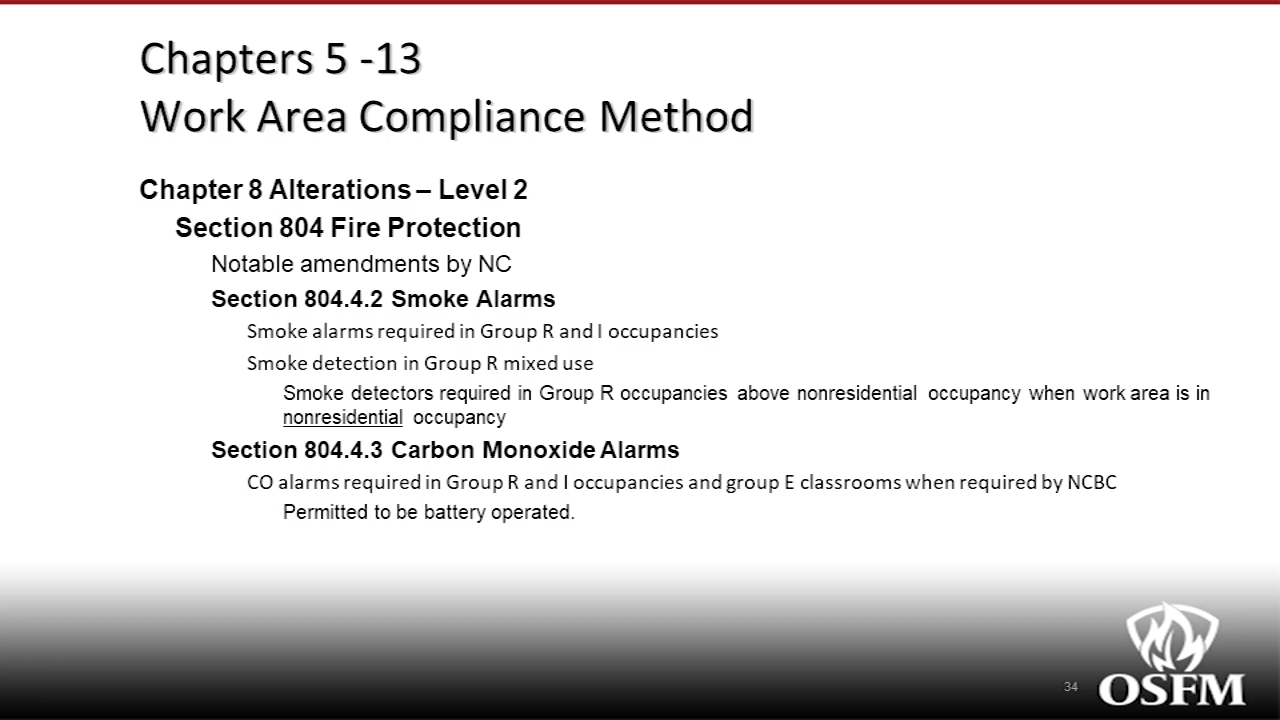 Chapters 5 -13
Work Area Compliance Method
Chapter 8 Alterations – Level 2
Section 804 Fire Protection
Notable amendments by NC
Section 804.4.2 Smoke Alarms
Smoke alarms required in Group R and I occupancies
Smoke detection in Group R mixed use
Smoke detectors required in Group R occupancies above nonresidential occupancy when work area is in
nonresidential occupancy
Section 804.4.3 Carbon Monoxide Alarms
CO alarms required in Group R and I occupancies and group E classrooms when required by NCBC
Permitted to be battery operated.
34
OSFM